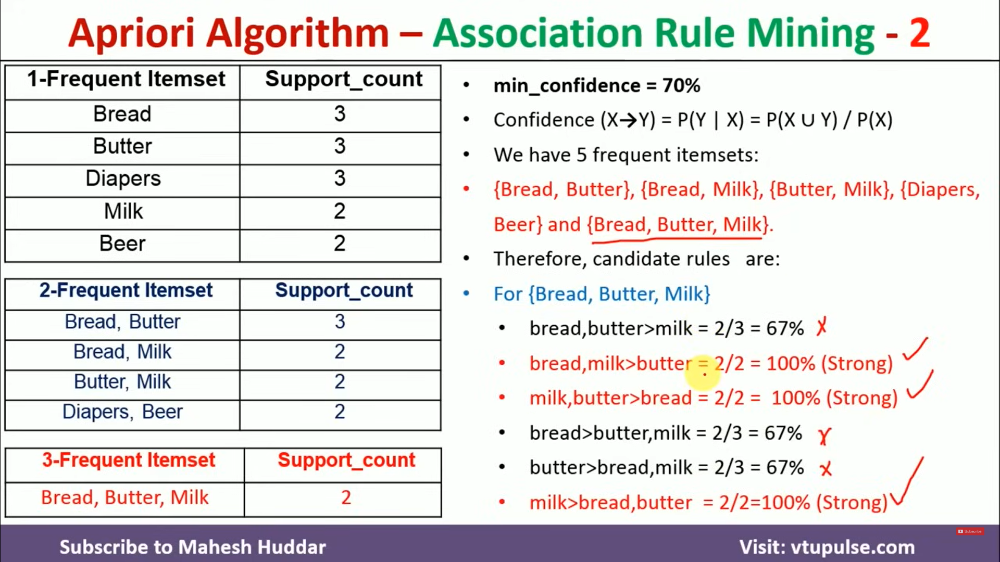 Apriori Algorithm – Association Rule Mining - 2
1-Frequent Itemset Support_count
Bread 3
Butter 3
Diapers 3
Milk 2
Beer 2
2-Frequent Itemset Support_count
Bread, Butter 3
Bread, Milk 2
Butter, Milk 2
Diapers, Beer 2
3-Frequent Itemset Support_count
Bread, Butter, Milk 2
• min_confidence = 70%
• Confidence (X→Y) = P(Y | X) = P(X ∪ Y) / P(X)
• We have 5 frequent itemsets:
• {Bread, Butter}, {Bread, Milk}, {Butter, Milk}, {Diapers,
Beer} and {Bread, Butter, Milk}.
• Therefore, candidate rules are:
• For {Bread, Butter, Milk}
• bread,butter>milk = 2/3 = 67% ✗
• bread,milk>butter = 2/2 = 100% (Strong) ✓
• milk,butter>bread = 2/2 = 100% (Strong) ✓
• bread>butter,milk = 2/3 = 67% ✗
• butter>bread,milk = 2/3 = 67% ✗
• milk>bread,butter = 2/2=100% (Strong) ✓
Subscribe
Subscribe to Mahesh Huddar
Visit: vtupulse.com